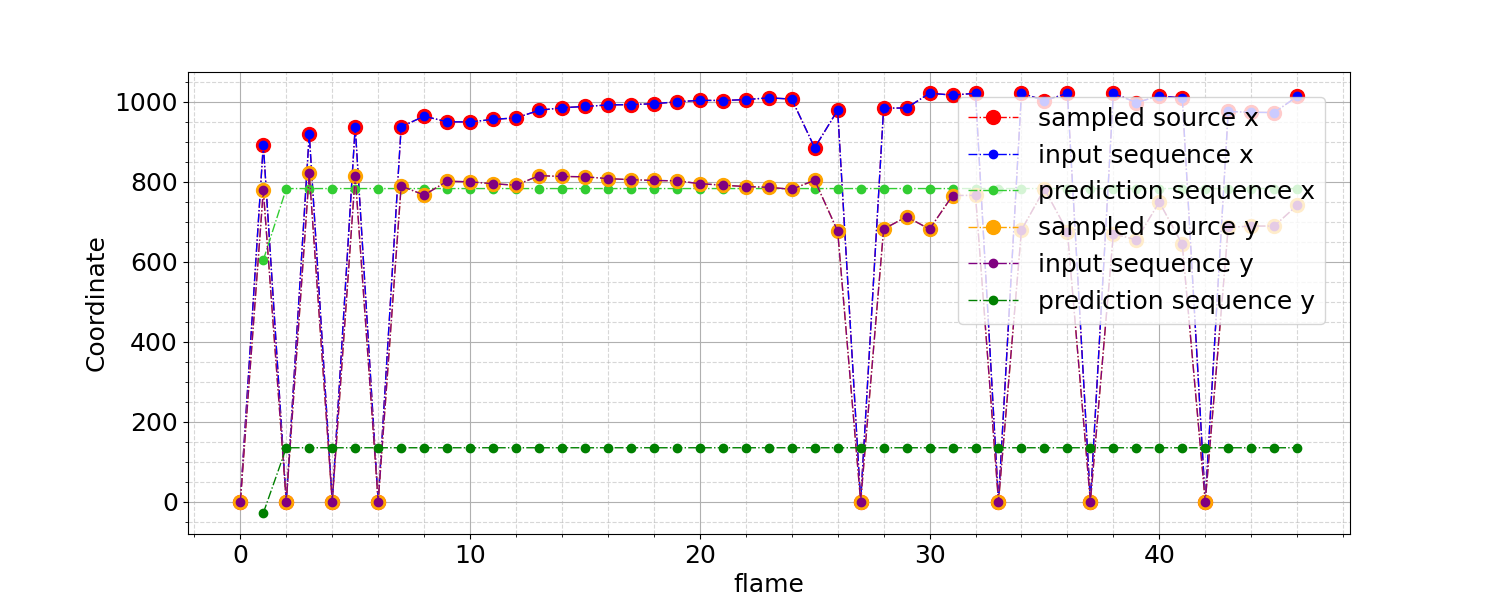 1000
800
600
400
200
0
Coordinate
0 10 20 30 40
flame
sampled source x
input sequence x
prediction sequence x
sampled source y
input sequence y
prediction sequence y